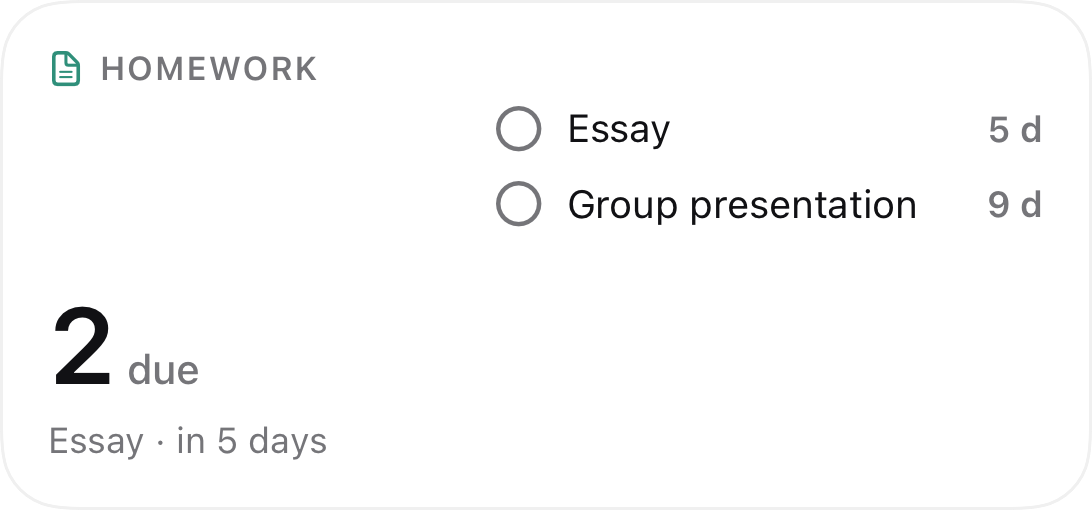 HOMEWORK
Essay 5 d
Group presentation 9 d
2 due
Essay · in 5 days